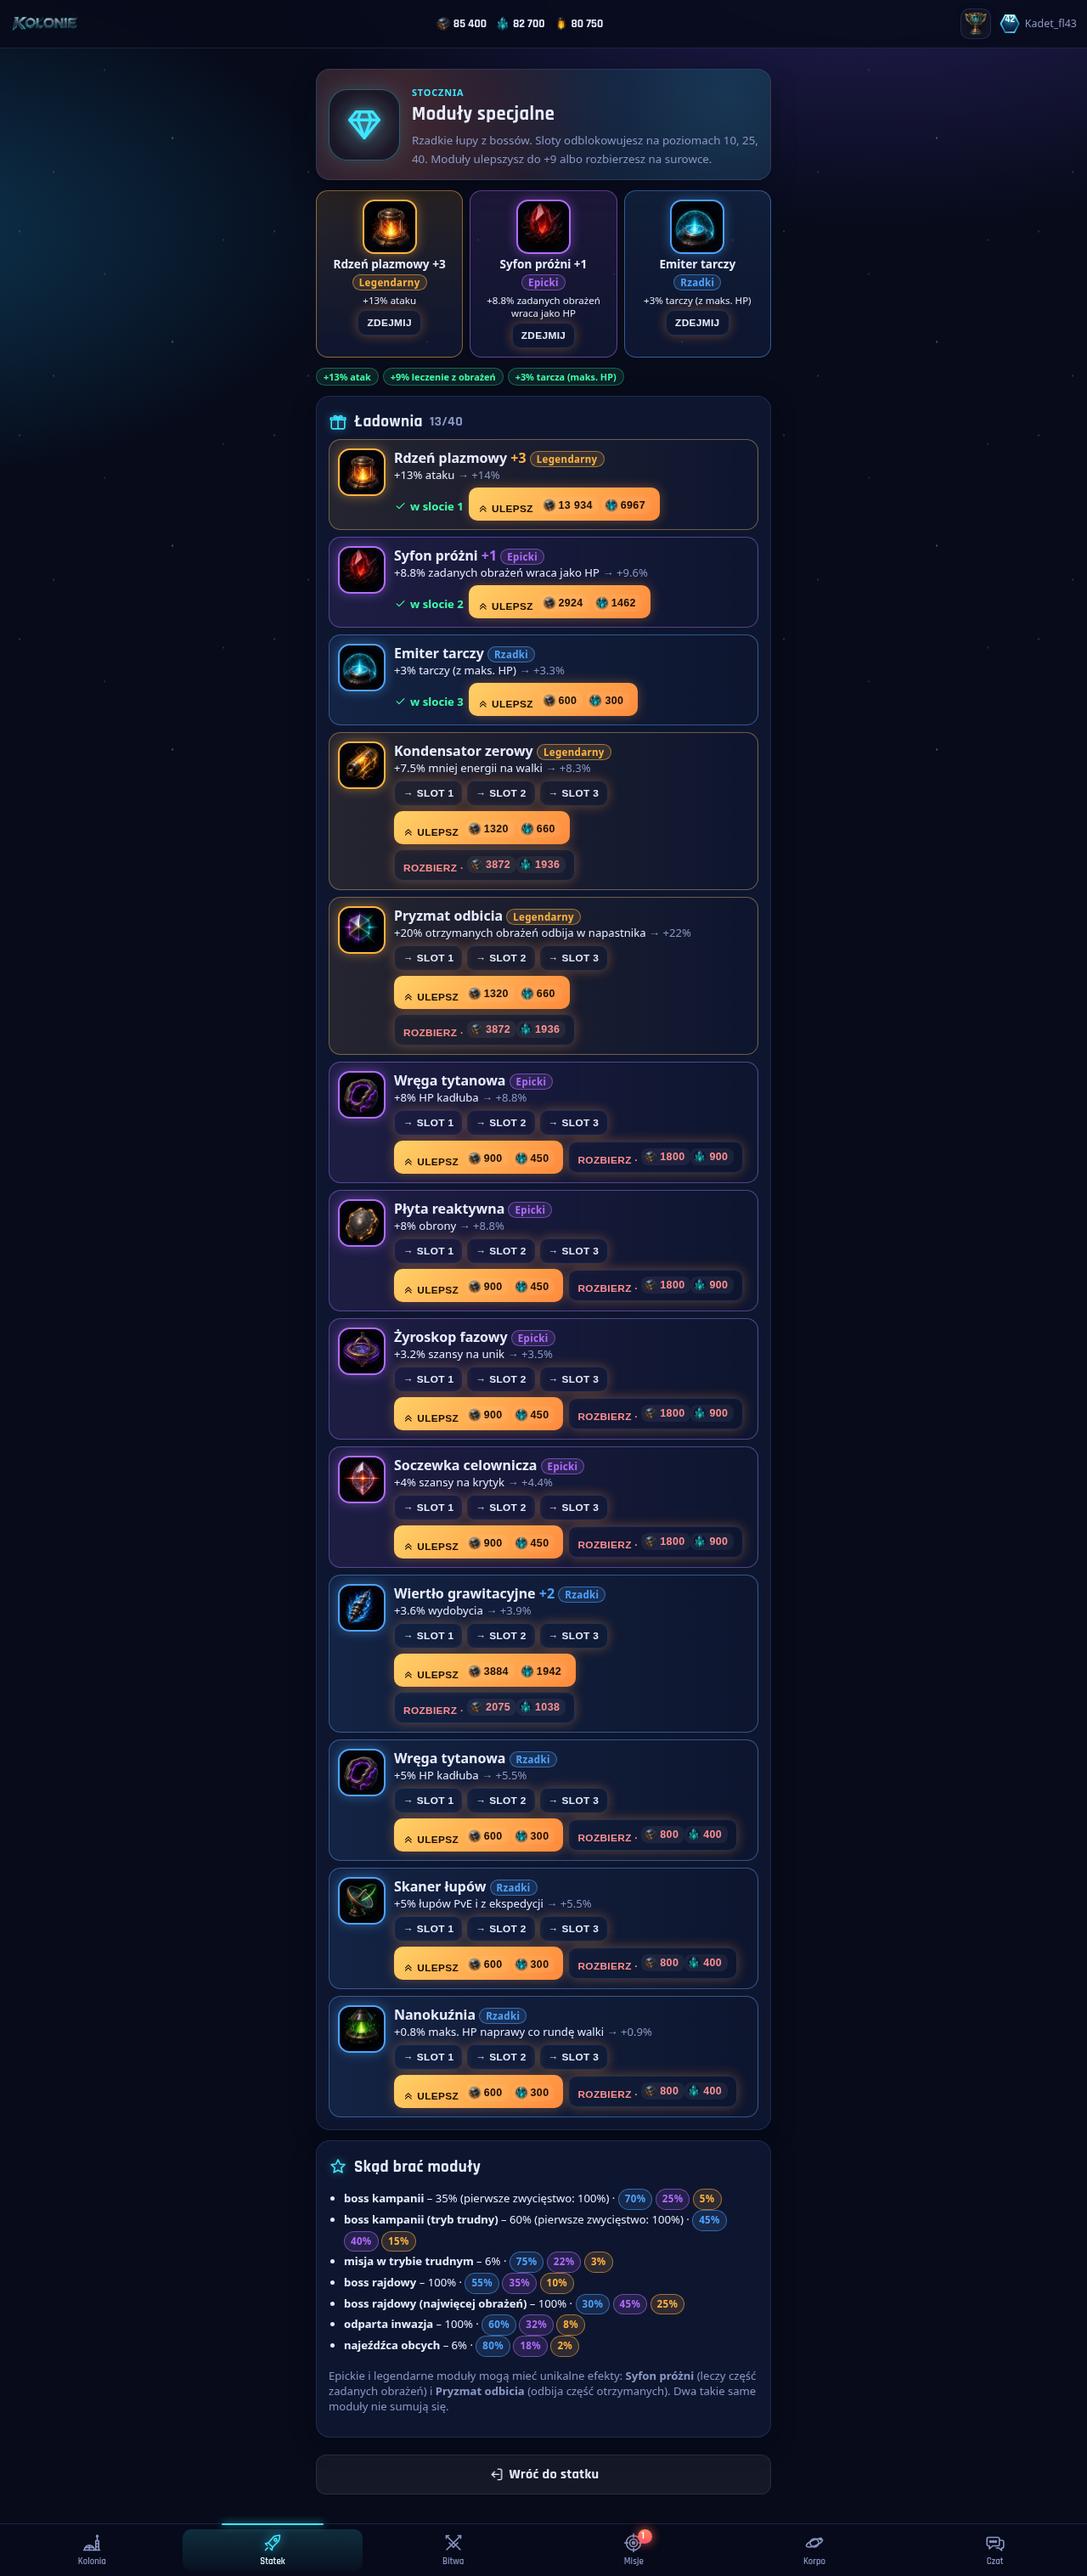 KOLONIE
85 400 82 700 80 750
42 Kadet_fl43
STOCZNIA
Moduły specjalne
Rzadkie łupy z bossów. Sloty odblokowujesz na poziomach 10, 25,
40. Moduły ulepszysz do +9 albo rozbierzesz na surowce.
Rdzeń plazmowy +3
Legendarny
+13% ataku
ZDEJMIJ
Syfon próżni +1
Epicki
+8.8% zadanych obrażeń
wraca jako HP
ZDEJMIJ
Emiter tarczy
Rzadki
+3% tarczy (z maks. HP)
ZDEJMIJ
+13% atak +9% leczenie z obrażeń +3% tarcza (maks. HP)
Ładownia 13/40
Rdzeń plazmowy +3 Legendarny
+13% ataku → +14%
w slocie 1 ULEPSZ 13 934 6967
Syfon próżni +1 Epicki
+8.8% zadanych obrażeń wraca jako HP → +9.6%
w slocie 2 ULEPSZ 2924 1462
Emiter tarczy Rzadki
+3% tarczy (z maks. HP) → +3.3%
w slocie 3 ULEPSZ 600 300
Kondensator zerowy Legendarny
+7.5% mniej energii na walki → +8.3%
→ SLOT 1 → SLOT 2 → SLOT 3
ULEPSZ 1320 660
ROZBIERZ · 3872 1936
Pryzmat odbicia Legendarny
+20% otrzymanych obrażeń odbija w napastnika → +22%
→ SLOT 1 → SLOT 2 → SLOT 3
ULEPSZ 1320 660
ROZBIERZ · 3872 1936
Wręga tytanowa Epicki
+8% HP kadłuba → +8.8%
→ SLOT 1 → SLOT 2 → SLOT 3
ULEPSZ 900 450 ROZBIERZ · 1800 900
Płyta reaktywna Epicki
+8% obrony → +8.8%
→ SLOT 1 → SLOT 2 → SLOT 3
ULEPSZ 900 450 ROZBIERZ · 1800 900
Żyroskop fazowy Epicki
+3.2% szansy na unik → +3.5%
→ SLOT 1 → SLOT 2 → SLOT 3
ULEPSZ 900 450 ROZBIERZ · 1800 900
Soczewka celownicza Epicki
+4% szansy na krytyk → +4.4%
→ SLOT 1 → SLOT 2 → SLOT 3
ULEPSZ 900 450 ROZBIERZ · 1800 900
Wiertło grawitacyjne +2 Rzadki
+3.6% wydobycia → +3.9%
→ SLOT 1 → SLOT 2 → SLOT 3
ULEPSZ 3884 1942
ROZBIERZ · 2075 1038
Wręga tytanowa Rzadki
+5% HP kadłuba → +5.5%
→ SLOT 1 → SLOT 2 → SLOT 3
ULEPSZ 600 300 ROZBIERZ · 800 400
Skaner łupów Rzadki
+5% łupów PvE i z ekspedycji → +5.5%
→ SLOT 1 → SLOT 2 → SLOT 3
ULEPSZ 600 300 ROZBIERZ · 800 400
Nanokuźnia Rzadki
+0.8% maks. HP naprawy co rundę walki → +0.9%
→ SLOT 1 → SLOT 2 → SLOT 3
ULEPSZ 600 300 ROZBIERZ · 800 400
Skąd brać moduły
• boss kampanii – 35% (pierwsze zwycięstwo: 100%) · 70% 25% 5%
• boss kampanii (tryb trudny) – 60% (pierwsze zwycięstwo: 100%) · 45%
40% 15%
• misja w trybie trudnym – 6% · 75% 22% 3%
• boss rajdowy – 100% · 55% 35% 10%
• boss rajdowy (najwięcej obrażeń) – 100% · 30% 45% 25%
• odparta inwazja – 100% · 60% 32% 8%
• najeźdźca obcych – 6% · 80% 18% 2%
Epickie i legendarne moduły mogą mieć unikalne efekty: Syfon próżni (leczy część
zadanych obrażeń) i Pryzmat odbicia (odbija część otrzymanych). Dwa takie same
moduły nie sumują się.
Wróć do statku
Kolonia Statek Bitwa Misje 1 Korpo Czat